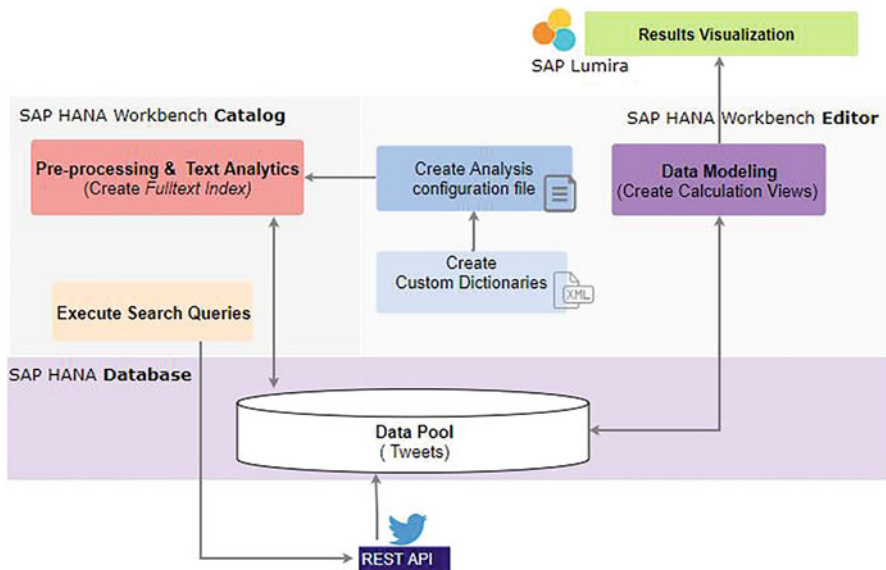 Results Visualization
SAP Lumira
SAP HANA Workbench Catalog
SAP HANA Workbench Editor
Pre-processing & Text Analytics
(Create Fulltext Index)
Create Analysis
configuration file
Data Modeling
(Create Calculation Views)
Create
Custom Dictionaries
XML
Execute Search Queries
SAP HANA Database
Data Pool
( Tweets)
REST API